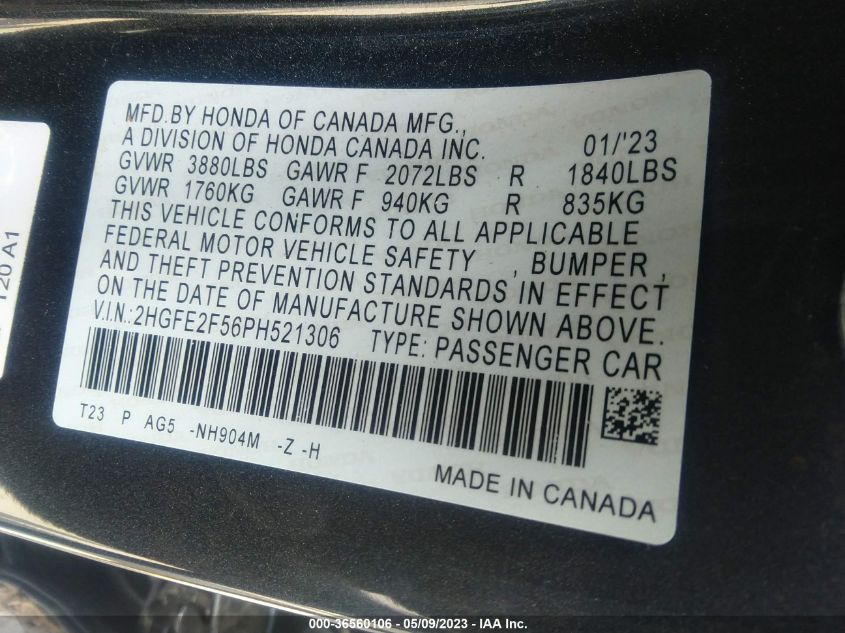 MFD.BY HONDA OF CANADA MFG.,
A DIVISION OF HONDA CANADA INC. 01/'23
GVWR 3880LBS GAWR F 2072LBS R 1840LBS
GVWR 1760KG GAWR F 940KG R 835KG
THIS VEHICLE CONFORMS TO ALL APPLICABLE
FEDERAL MOTOR VEHICLE SAFETY , BUMPER ,
AND THEFT PREVENTION STANDARDS IN EFFECT
ON THE DATE OF MANUFACTURE SHOWN ABOVE.
V.I.N.:2HGFE2F56PH521306 TYPE: PASSENGER CAR
T23 P AG5 -NH904M -Z -H
MADE IN CANADA
T20 A1
000-36560106 - 05/09/2023 - IAA Inc.